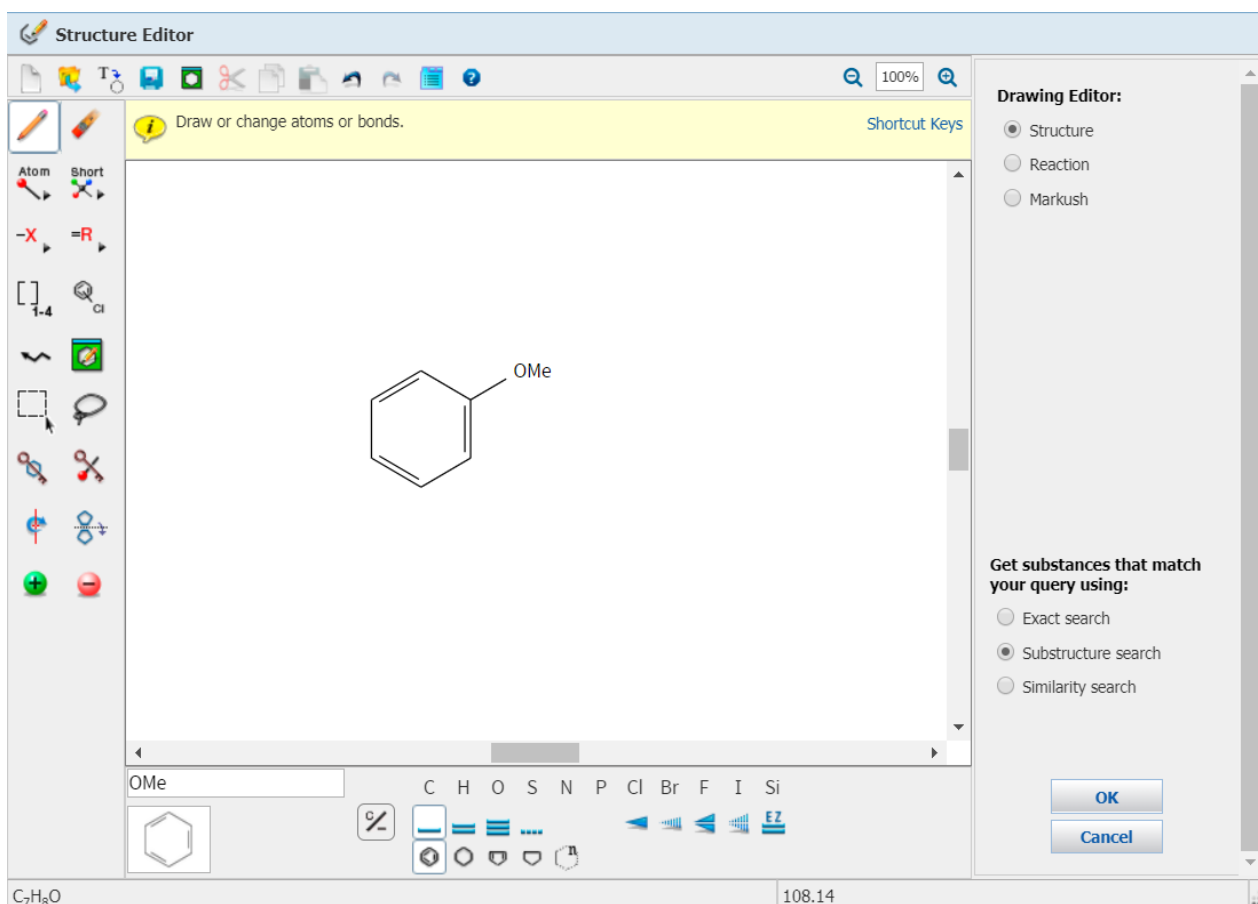 Structure Editor
T
100%
Draw or change atoms or bonds.
Shortcut Keys
Atom
Short
-X
=R
[ ] 1-4
Cl
OMe
Drawing Editor:
Structure
Reaction
Markush
Get substances that match
your query using:
Exact search
Substructure search
Similarity search
OK
Cancel
OMe
C H O S N P Cl Br F I Si
C/−
EZ
n
C₇H₈O
108.14